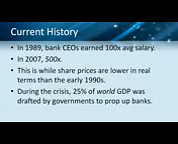 Current History
• In 1989, bank CEOs earned 100x avg salary.
• In 2007, 500x.
• This is while share prices are lower in real
terms than the early 1990s.
• During the crisis, 25% of world GDP was
drafted by governments to prop up banks.